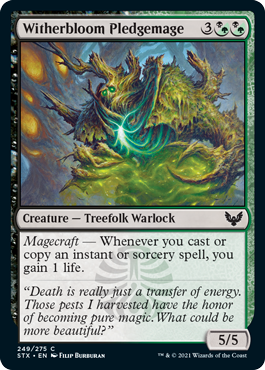 Witherbloom Pledgemage 3
Creature — Treefolk Warlock
Magecraft — Whenever you cast or
copy an instant or sorcery spell, you
gain 1 life.
“Death is really just a transfer of energy.
Those pests I harvested have the honor
of becoming pure magic. What could be
more beautiful?”
5/5
249/275 C
STX • EN Filip Burburan
™ & © 2021 Wizards of the Coast